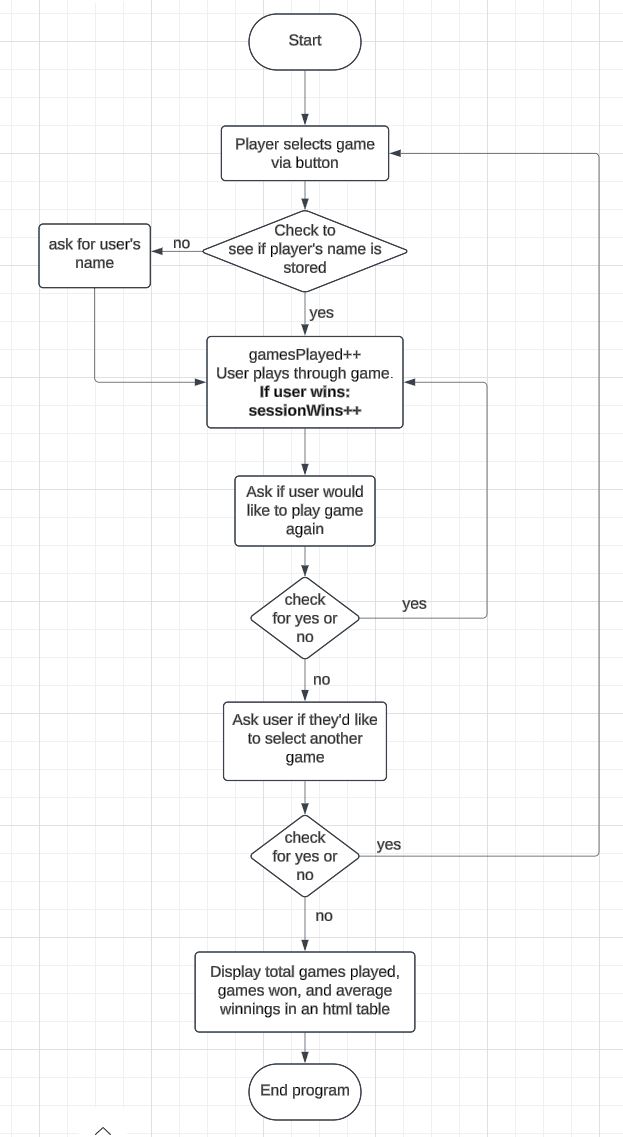 Start
Player selects game
via button
Check to
see if player's name is
stored
no
ask for user's
name
yes
gamesPlayed++
User plays through game.
If user wins:
sessionWins++
Ask if user would
like to play game
again
check
for yes or
no
yes
no
Ask user if they'd like
to select another
game
check
for yes or
no
yes
no
Display total games played,
games won, and average
winnings in an html table
End program